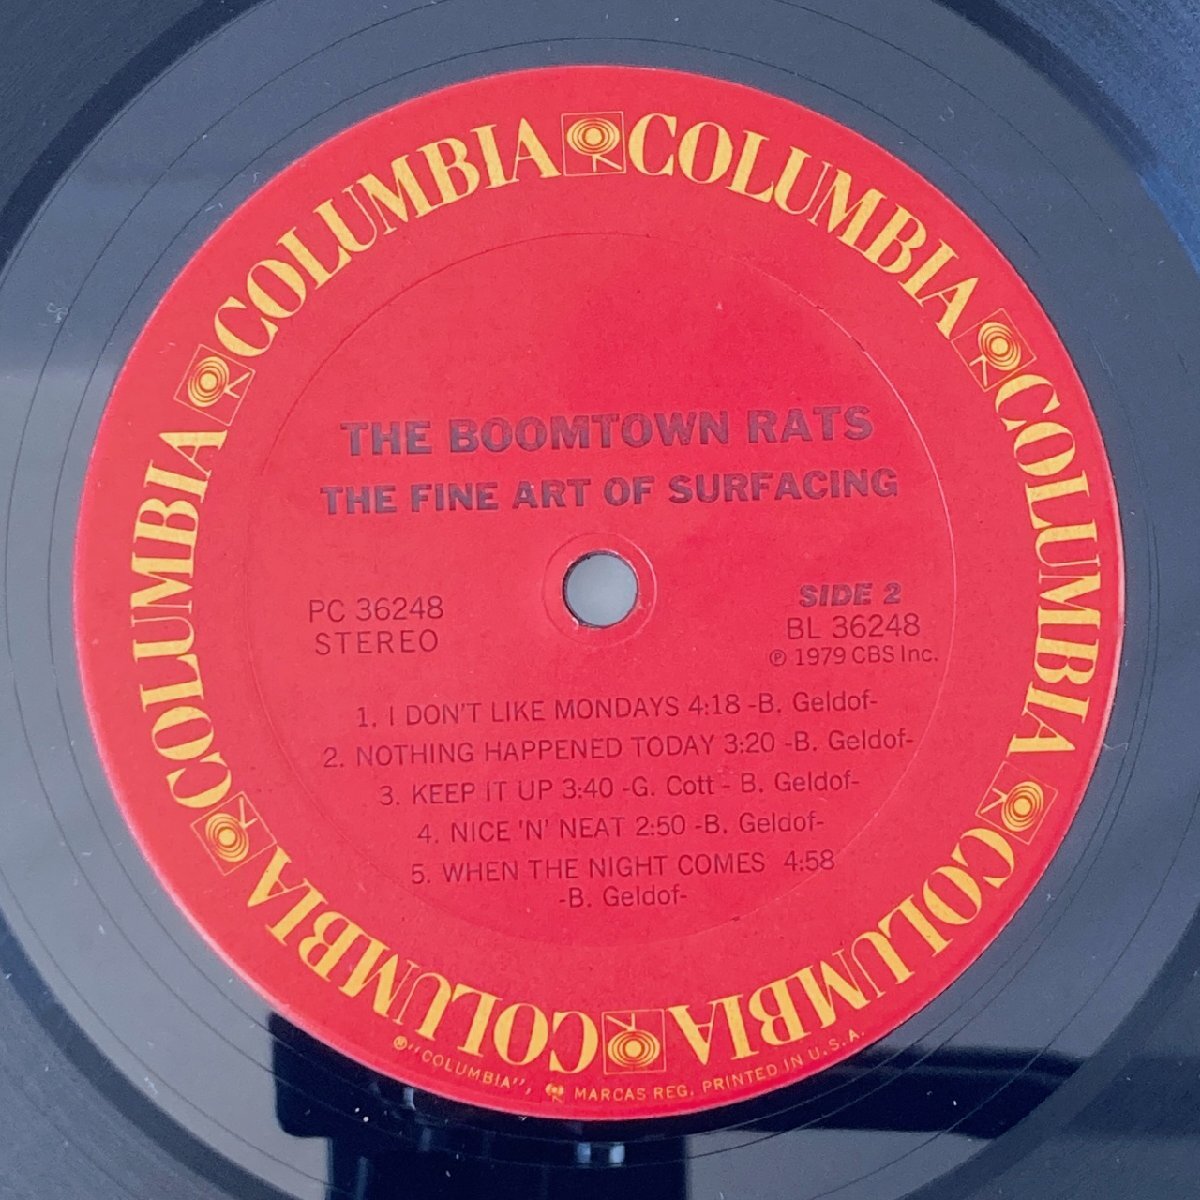 COLUMBIA COLUMBIA COLUMBIA COLUMBIA COLUMBIA COLUMBIA
THE BOOMTOWN RATS
THE FINE ART OF SURFACING
PC 36248
STEREO
SIDE 2
BL 36248
℗ 1979 CBS Inc.
1. I DON'T LIKE MONDAYS 4:18 -B. Geldof-
2. NOTHING HAPPENED TODAY 3:20 -B. Geldof-
3. KEEP IT UP 3:40 -G. Cott - B. Geldof-
4. NICE 'N' NEAT 2:50 -B. Geldof-
5. WHEN THE NIGHT COMES 4:58
-B. Geldof-
®"COLUMBIA", MARCAS REG. PRINTED IN U.S.A.